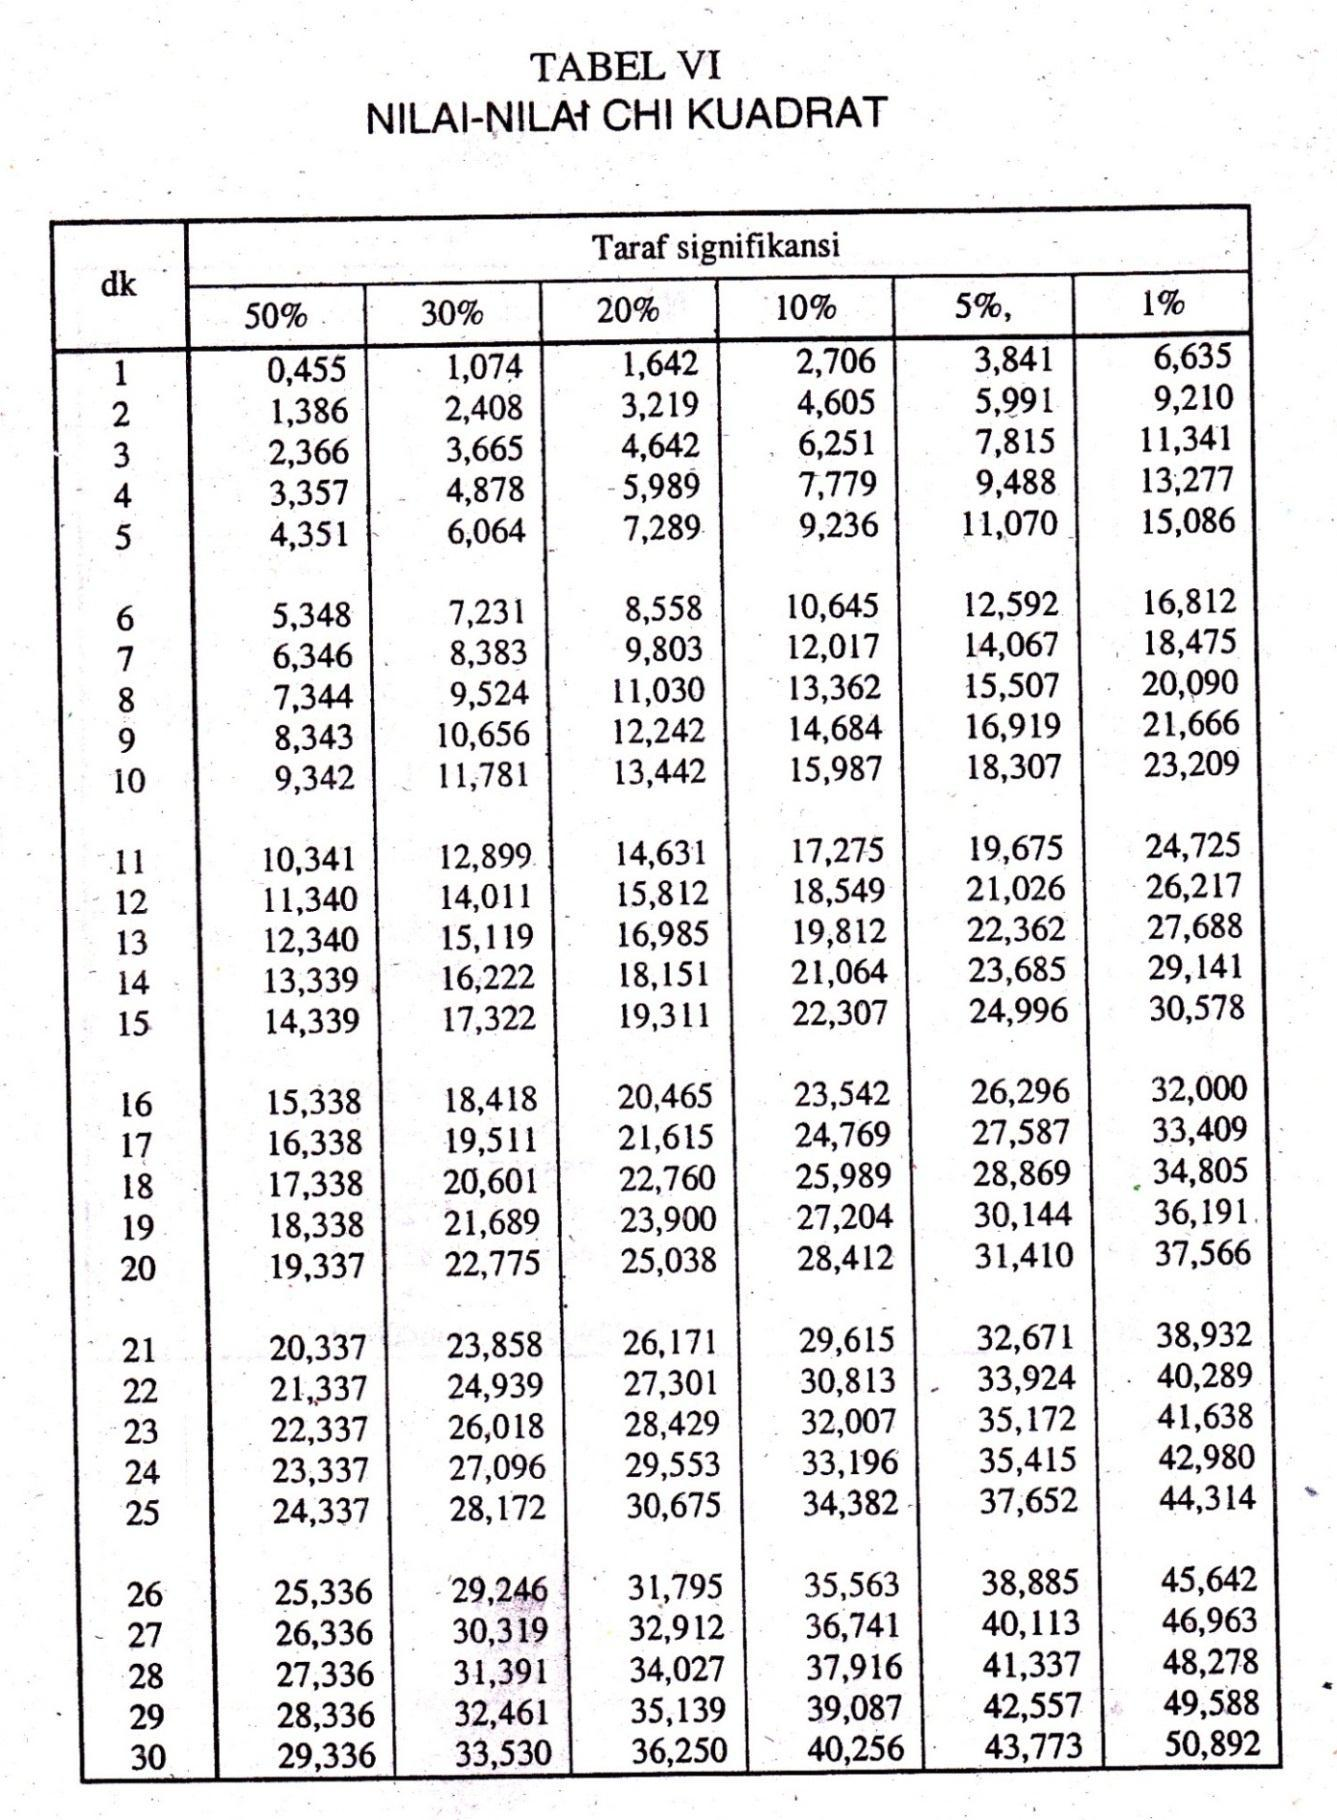 TABEL VI
NILAI-NILAI CHI KUADRAT
dk Taraf signifikansi
50% 30% 20% 10% 5%, 1%
1 0,455 1,074 1,642 2,706 3,841 6,635
2 1,386 2,408 3,219 4,605 5,991 9,210
3 2,366 3,665 4,642 6,251 7,815 11,341
4 3,357 4,878 5,989 7,779 9,488 13,277
5 4,351 6,064 7,289 9,236 11,070 15,086
6 5,348 7,231 8,558 10,645 12,592 16,812
7 6,346 8,383 9,803 12,017 14,067 18,475
8 7,344 9,524 11,030 13,362 15,507 20,090
9 8,343 10,656 12,242 14,684 16,919 21,666
10 9,342 11,781 13,442 15,987 18,307 23,209
11 10,341 12,899 14,631 17,275 19,675 24,725
12 11,340 14,011 15,812 18,549 21,026 26,217
13 12,340 15,119 16,985 19,812 22,362 27,688
14 13,339 16,222 18,151 21,064 23,685 29,141
15 14,339 17,322 19,311 22,307 24,996 30,578
16 15,338 18,418 20,465 23,542 26,296 32,000
17 16,338 19,511 21,615 24,769 27,587 33,409
18 17,338 20,601 22,760 25,989 28,869 34,805
19 18,338 21,689 23,900 27,204 30,144 36,191
20 19,337 22,775 25,038 28,412 31,410 37,566
21 20,337 23,858 26,171 29,615 32,671 38,932
22 21,337 24,939 27,301 30,813 33,924 40,289
23 22,337 26,018 28,429 32,007 35,172 41,638
24 23,337 27,096 29,553 33,196 35,415 42,980
25 24,337 28,172 30,675 34,382 37,652 44,314
26 25,336 29,246 31,795 35,563 38,885 45,642
27 26,336 30,319 32,912 36,741 40,113 46,963
28 27,336 31,391 34,027 37,916 41,337 48,278
29 28,336 32,461 35,139 39,087 42,557 49,588
30 29,336 33,530 36,250 40,256 43,773 50,892